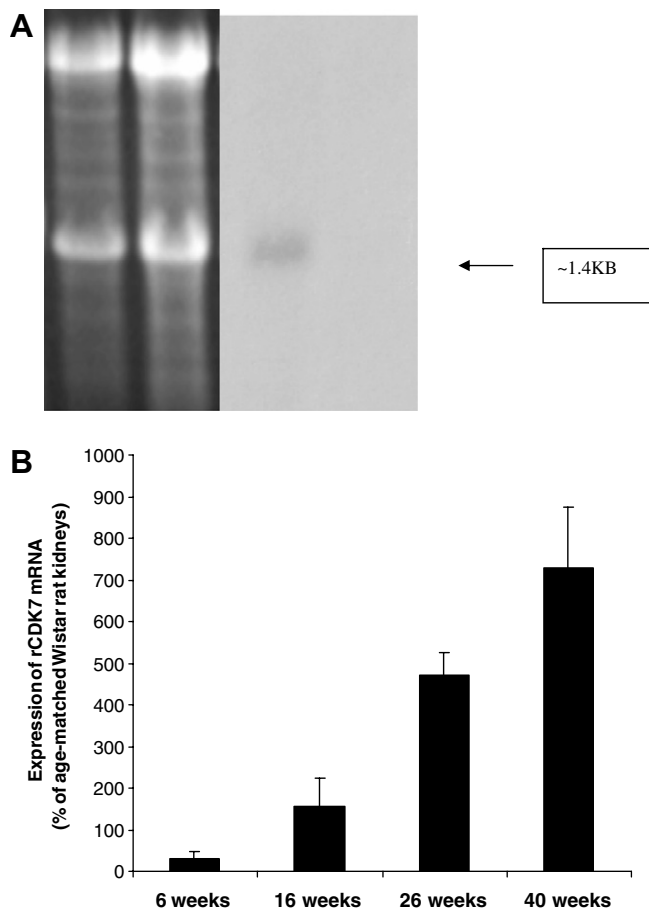 A
~1.4KB
B
Expression of rCDK7 mRNA
(% of age-matched Wistar rat kidneys)
1000
900
800
700
600
500
400
300
200
100
0
6 weeks 16 weeks 26 weeks 40 weeks